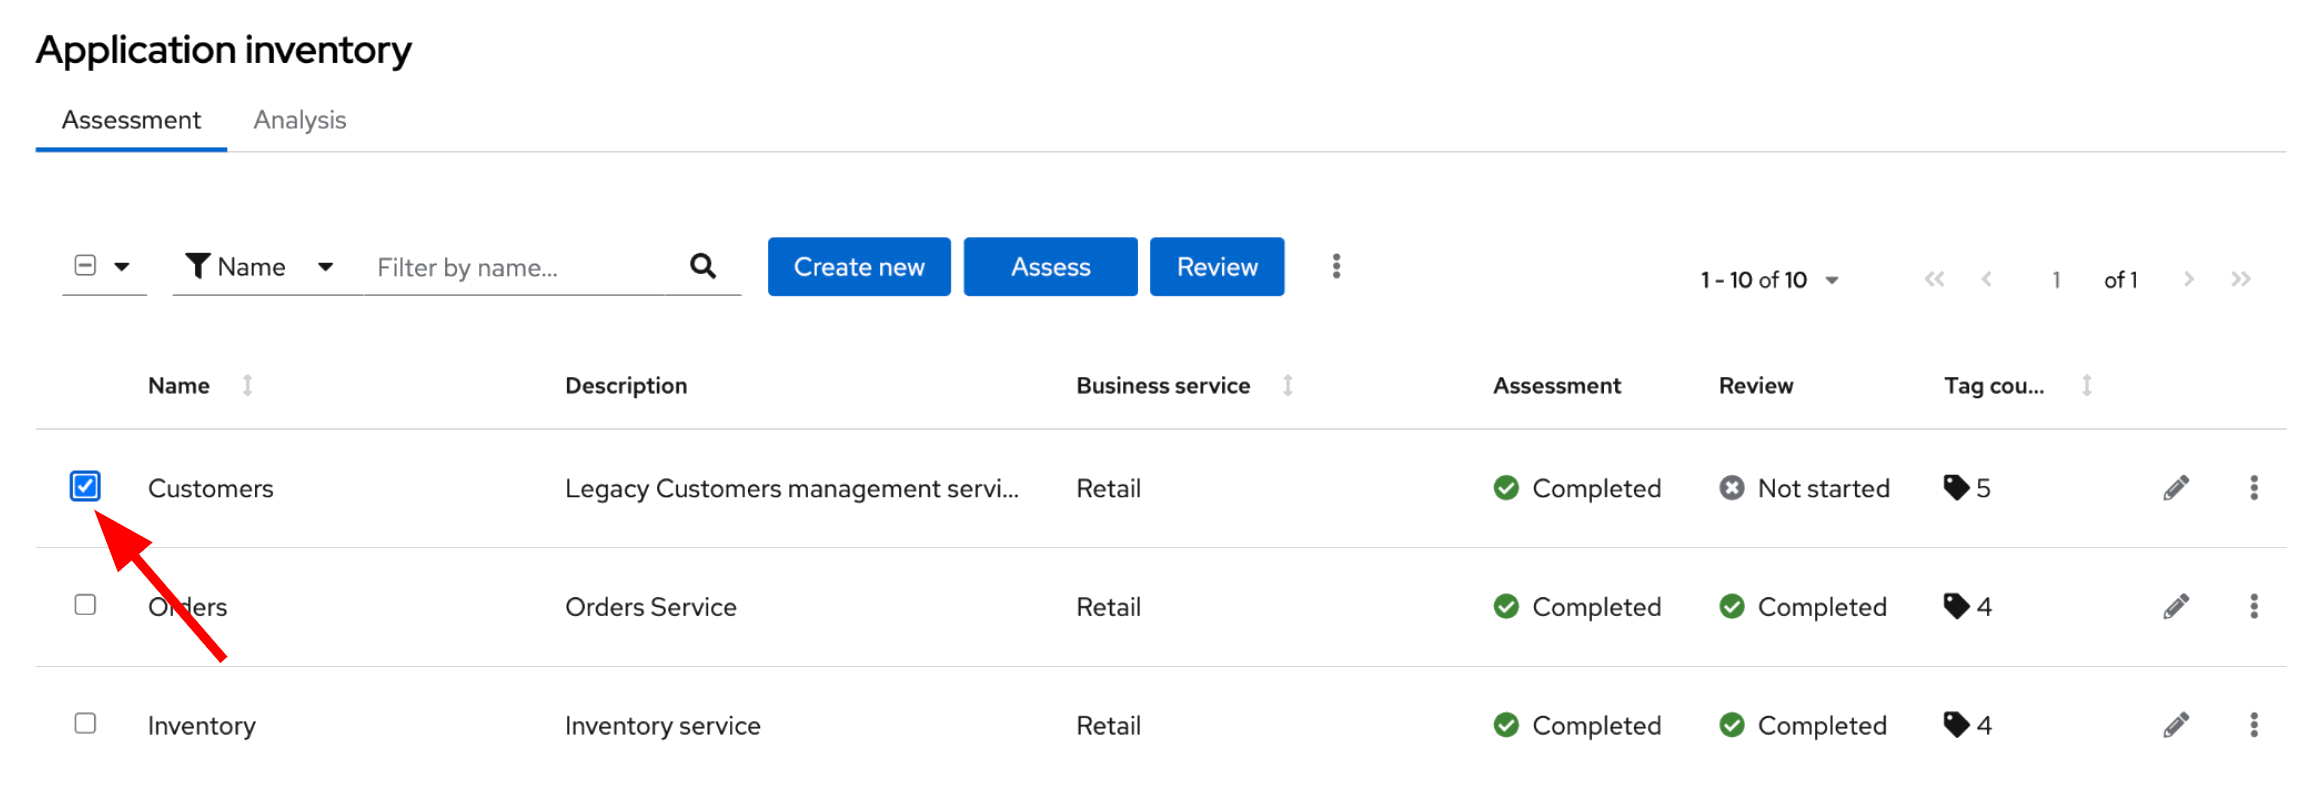 Application inventory
Assessment Analysis
Name Filter by name... Create new Assess Review 1 - 10 of 10 1 of 1
Name Description Business service Assessment Review Tag cou...
Customers Legacy Customers management servi... Retail Completed Not started 5
Orders Orders Service Retail Completed Completed 4
Inventory Inventory service Retail Completed Completed 4